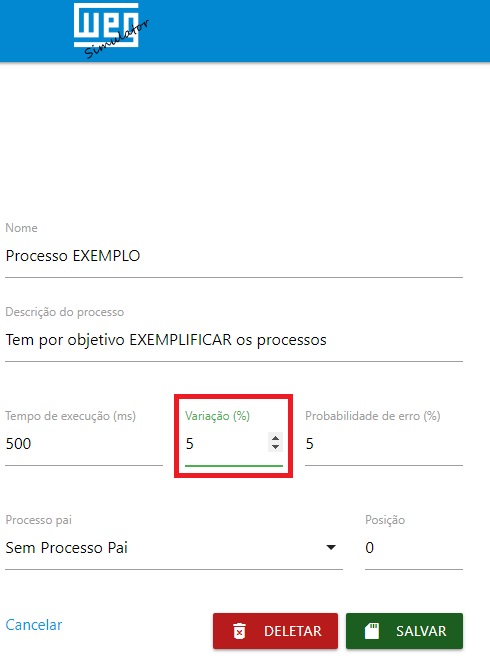 weg
Simulator
Nome
Processo EXEMPLO
Descrição do processo
Tem por objetivo EXEMPLIFICAR os processos
Tempo de execução (ms) Variação (%) Probabilidade de erro (%)
500 5 5
Processo pai Posição
Sem Processo Pai 0
Cancelar DELETAR SALVAR